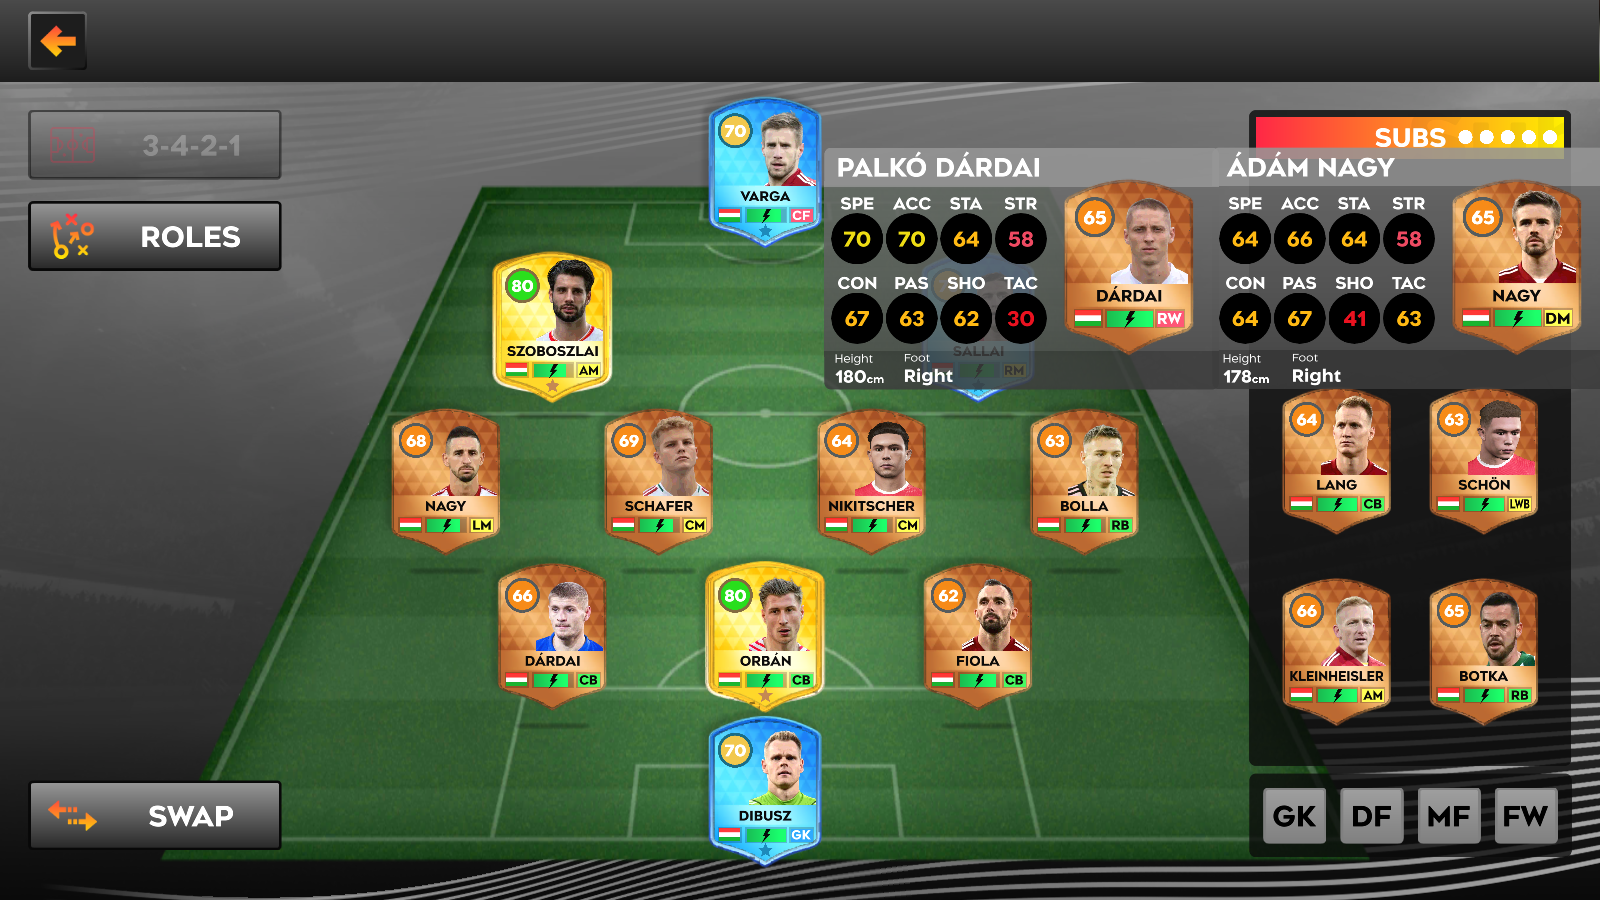 3-4-2-1
ROLES
SWAP
70
VARGA
CF
80
SZOBOSZLAI
AM
SALLAI
RM
68
NAGY
LM
69
SCHAFER
CM
64
NIKITSCHER
CM
63
BOLLA
RB
66
DÁRDAI
CB
80
ORBÁN
CB
62
FIOLA
CB
70
DIBUSZ
GK
SUBS
PALKÓ DÁRDAI
SPE ACC STA STR
70 70 64 58
CON PAS SHO TAC
67 63 62 30
Height Foot
180cm Right
65
DÁRDAI
RW
ÁDÁM NAGY
SPE ACC STA STR
64 66 64 58
CON PAS SHO TAC
64 67 41 63
Height Foot
178cm Right
65
NAGY
DM
64
LANG
CB
63
SCHÖN
LWB
66
KLEINHEISLER
AM
65
BOTKA
RB
GK DF MF FW